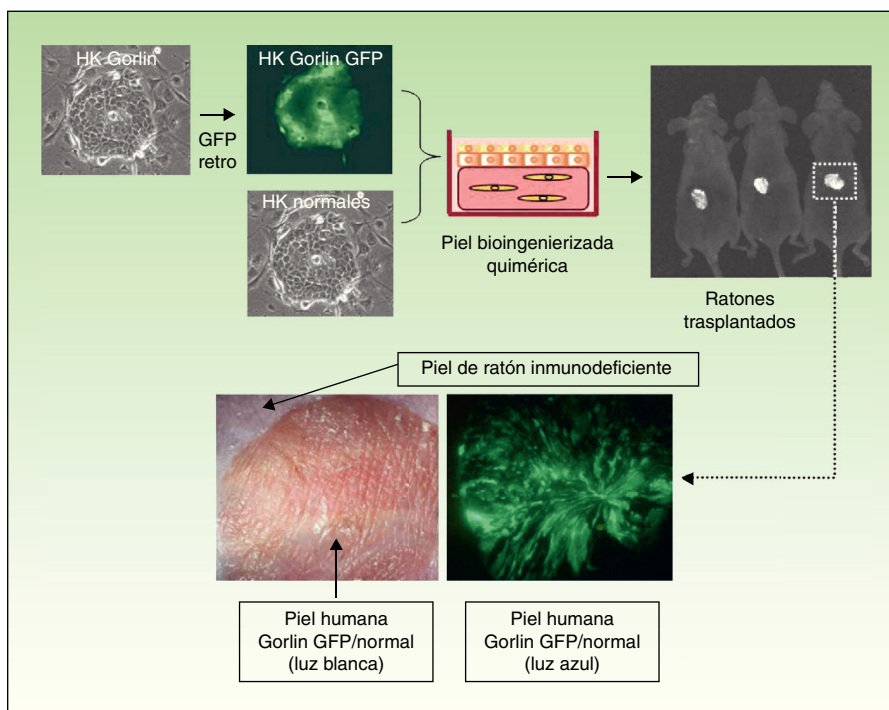 HK Gorlin
GFP
retro
HK Gorlin GFP
HK normales
Piel bioingenierizada
quimérica
Ratones
trasplantados
Piel de ratón inmunodeficiente
Piel humana
Gorlin GFP/normal
(luz blanca)
Piel humana
Gorlin GFP/normal
(luz azul)